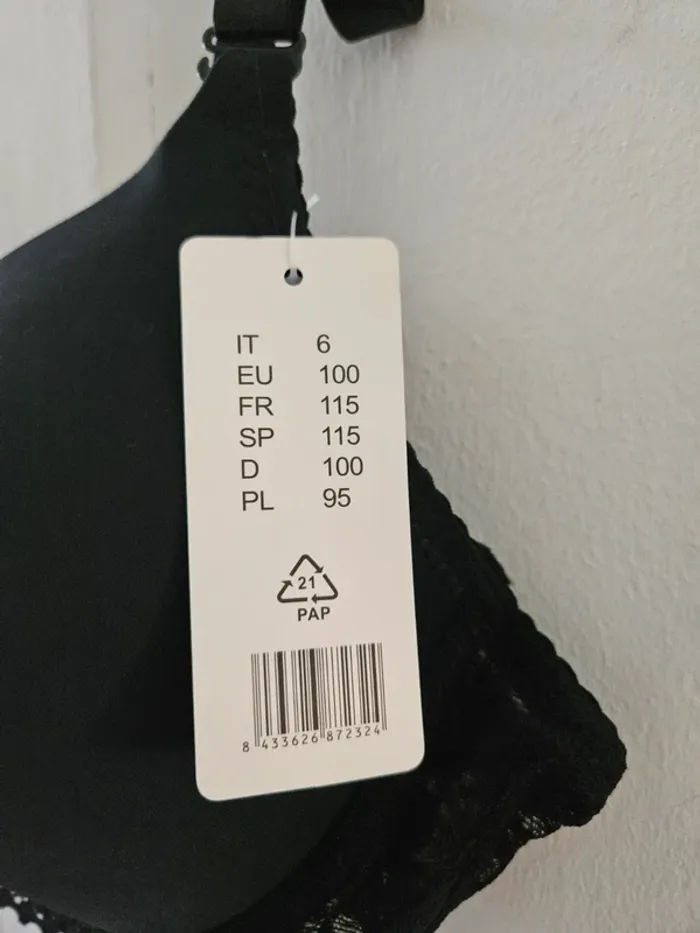 IT 6
EU 100
FR 115
SP 115
D 100
PL 95
21
PAP
8 433626 872324